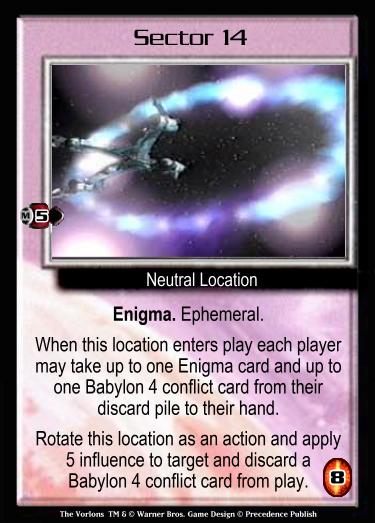 Sector 14
M 5
Neutral Location
Enigma. Ephemeral.
When this location enters play each player
may take up to one Enigma card and up to
one Babylon 4 conflict card from their
discard pile to their hand.
Rotate this location as an action and apply
5 influence to target and discard a
Babylon 4 conflict card from play.
8
The Vorlons TM & © Warner Bros. Game Design © Precedence Publish